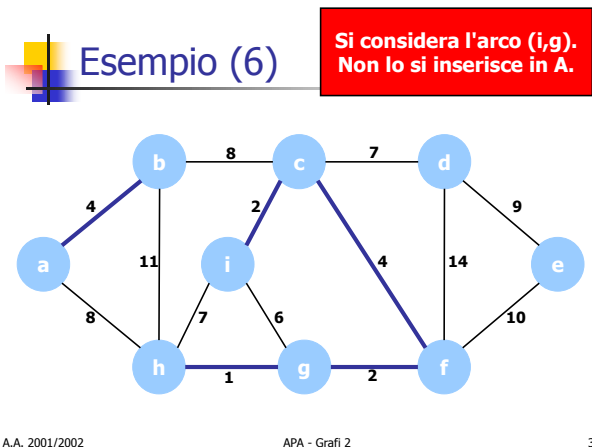 Esempio (6)
Si considera l'arco (i,g).
Non lo si inserisce in A.
b
8
c
7
d
4
2
9
a
11
i
4
14
e
8
7
6
10
h
1
g
2
f
A.A. 2001/2002
APA - Grafi 2
3